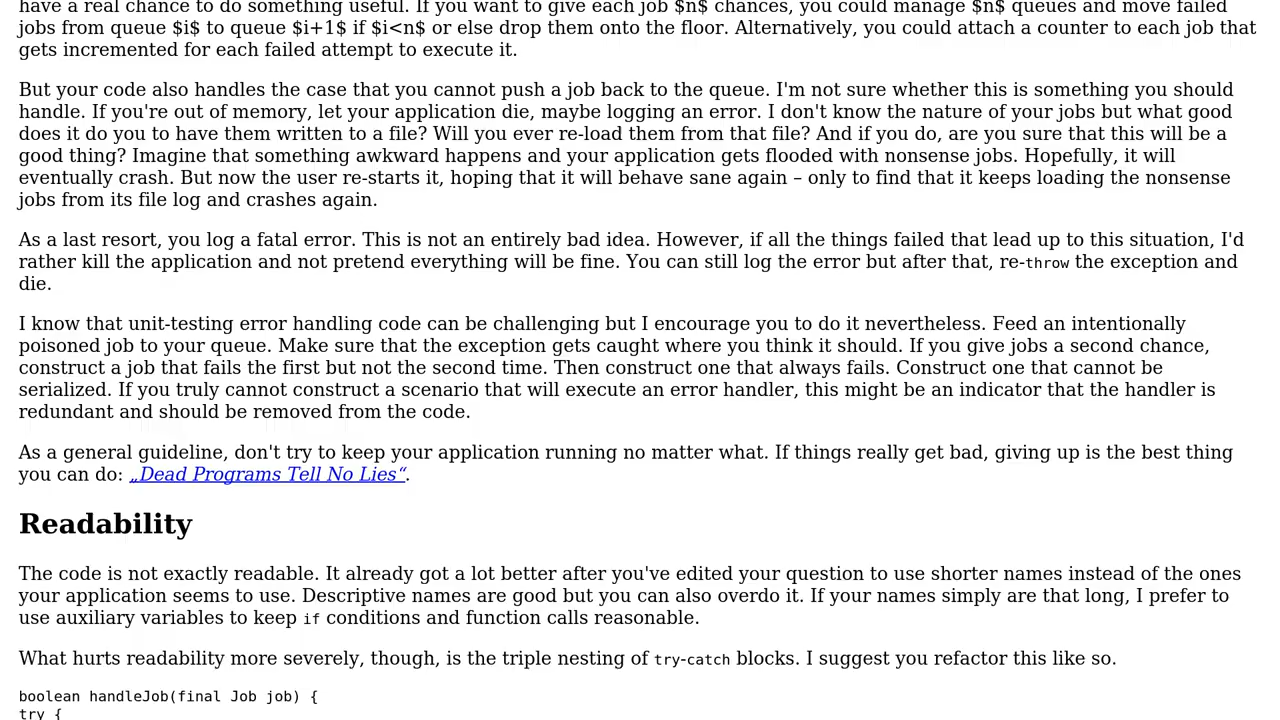 have a real chance to do something useful. If you want to give each job $n$ chances, you could manage $n$ queues and move failed
jobs from queue $i$ to queue $i+1$ if $i<n$ or else drop them onto the floor. Alternatively, you could attach a counter to each job that
gets incremented for each failed attempt to execute it.
But your code also handles the case that you cannot push a job back to the queue. I'm not sure whether this is something you should
handle. If you're out of memory, let your application die, maybe logging an error. I don't know the nature of your jobs but what good
does it do you to have them written to a file? Will you ever re-load them from that file? And if you do, are you sure that this will be a
good thing? Imagine that something awkward happens and your application gets flooded with nonsense jobs. Hopefully, it will
eventually crash. But now the user re-starts it, hoping that it will behave sane again – only to find that it keeps loading the nonsense
jobs from its file log and crashes again.
As a last resort, you log a fatal error. This is not an entirely bad idea. However, if all the things failed that lead up to this situation, I'd
rather kill the application and not pretend everything will be fine. You can still log the error but after that, re-throw the exception and
die.
I know that unit-testing error handling code can be challenging but I encourage you to do it nevertheless. Feed an intentionally
poisoned job to your queue. Make sure that the exception gets caught where you think it should. If you give jobs a second chance,
construct a job that fails the first but not the second time. Then construct one that always fails. Construct one that cannot be
serialized. If you truly cannot construct a scenario that will execute an error handler, this might be an indicator that the handler is
redundant and should be removed from the code.
As a general guideline, don't try to keep your application running no matter what. If things really get bad, giving up is the best thing
you can do: „Dead Programs Tell No Lies“.
Readability
The code is not exactly readable. It already got a lot better after you've edited your question to use shorter names instead of the ones
your application seems to use. Descriptive names are good but you can also overdo it. If your names simply are that long, I prefer to
use auxiliary variables to keep if conditions and function calls reasonable.
What hurts readability more severely, though, is the triple nesting of try-catch blocks. I suggest you refactor this like so.
boolean handleJob(final Job job) {
try {